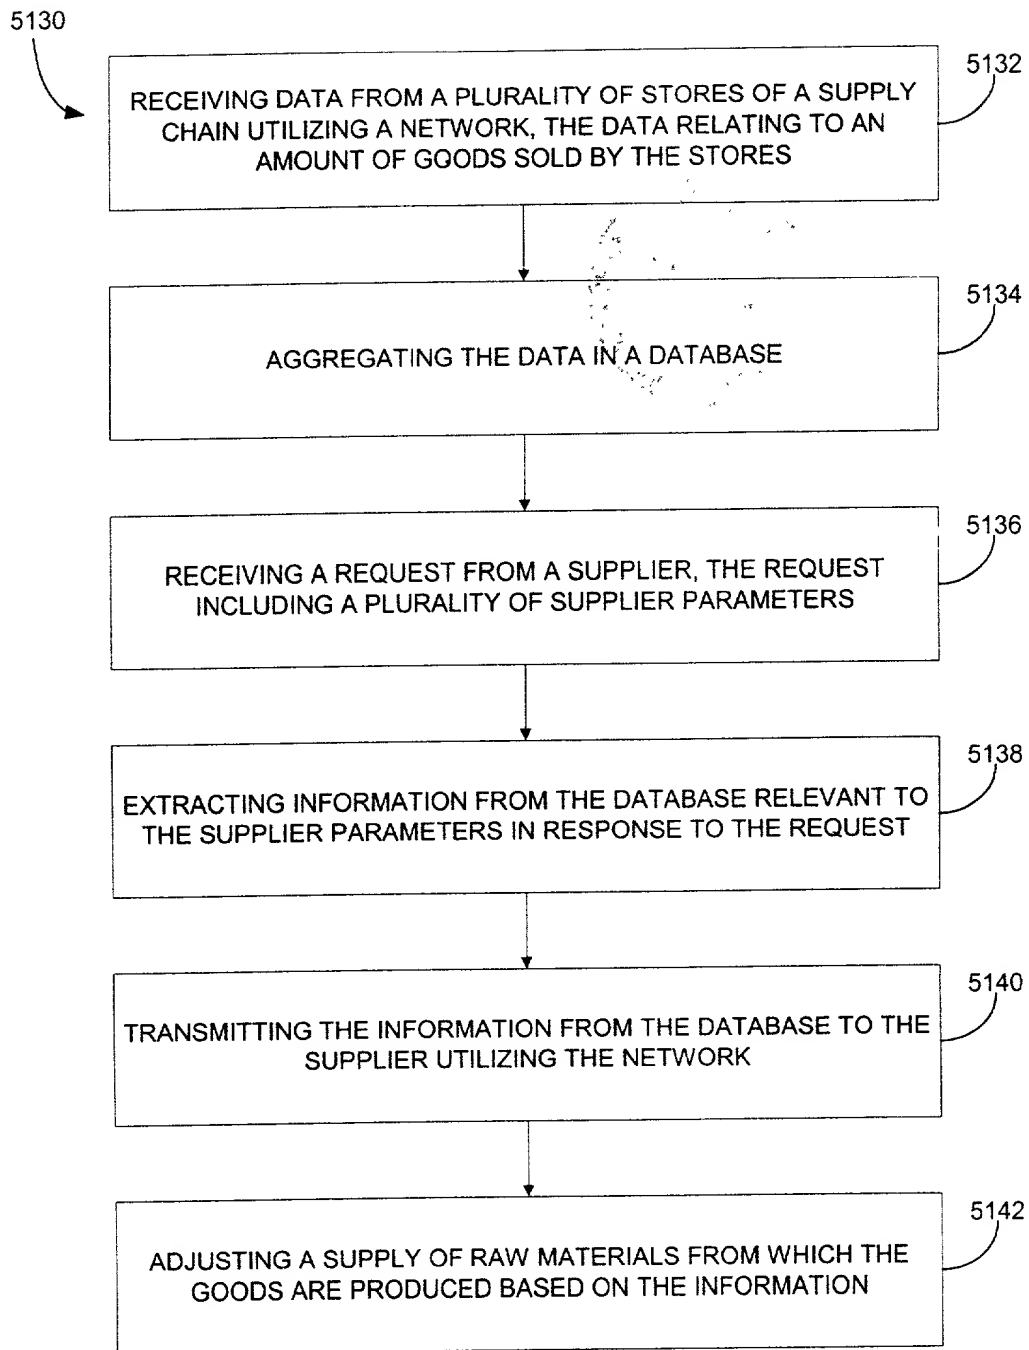 5130
5132
RECEIVING DATA FROM A PLURALITY OF STORES OF A SUPPLY
CHAIN UTILIZING A NETWORK, THE DATA RELATING TO AN
AMOUNT OF GOODS SOLD BY THE STORES
5134
AGGREGATING THE DATA IN A DATABASE
5136
RECEIVING A REQUEST FROM A SUPPLIER, THE REQUEST
INCLUDING A PLURALITY OF SUPPLIER PARAMETERS
5138
EXTRACTING INFORMATION FROM THE DATABASE RELEVANT TO
THE SUPPLIER PARAMETERS IN RESPONSE TO THE REQUEST
5140
TRANSMITTING THE INFORMATION FROM THE DATABASE TO THE
SUPPLIER UTILIZING THE NETWORK
5142
ADJUSTING A SUPPLY OF RAW MATERIALS FROM WHICH THE
GOODS ARE PRODUCED BASED ON THE INFORMATION